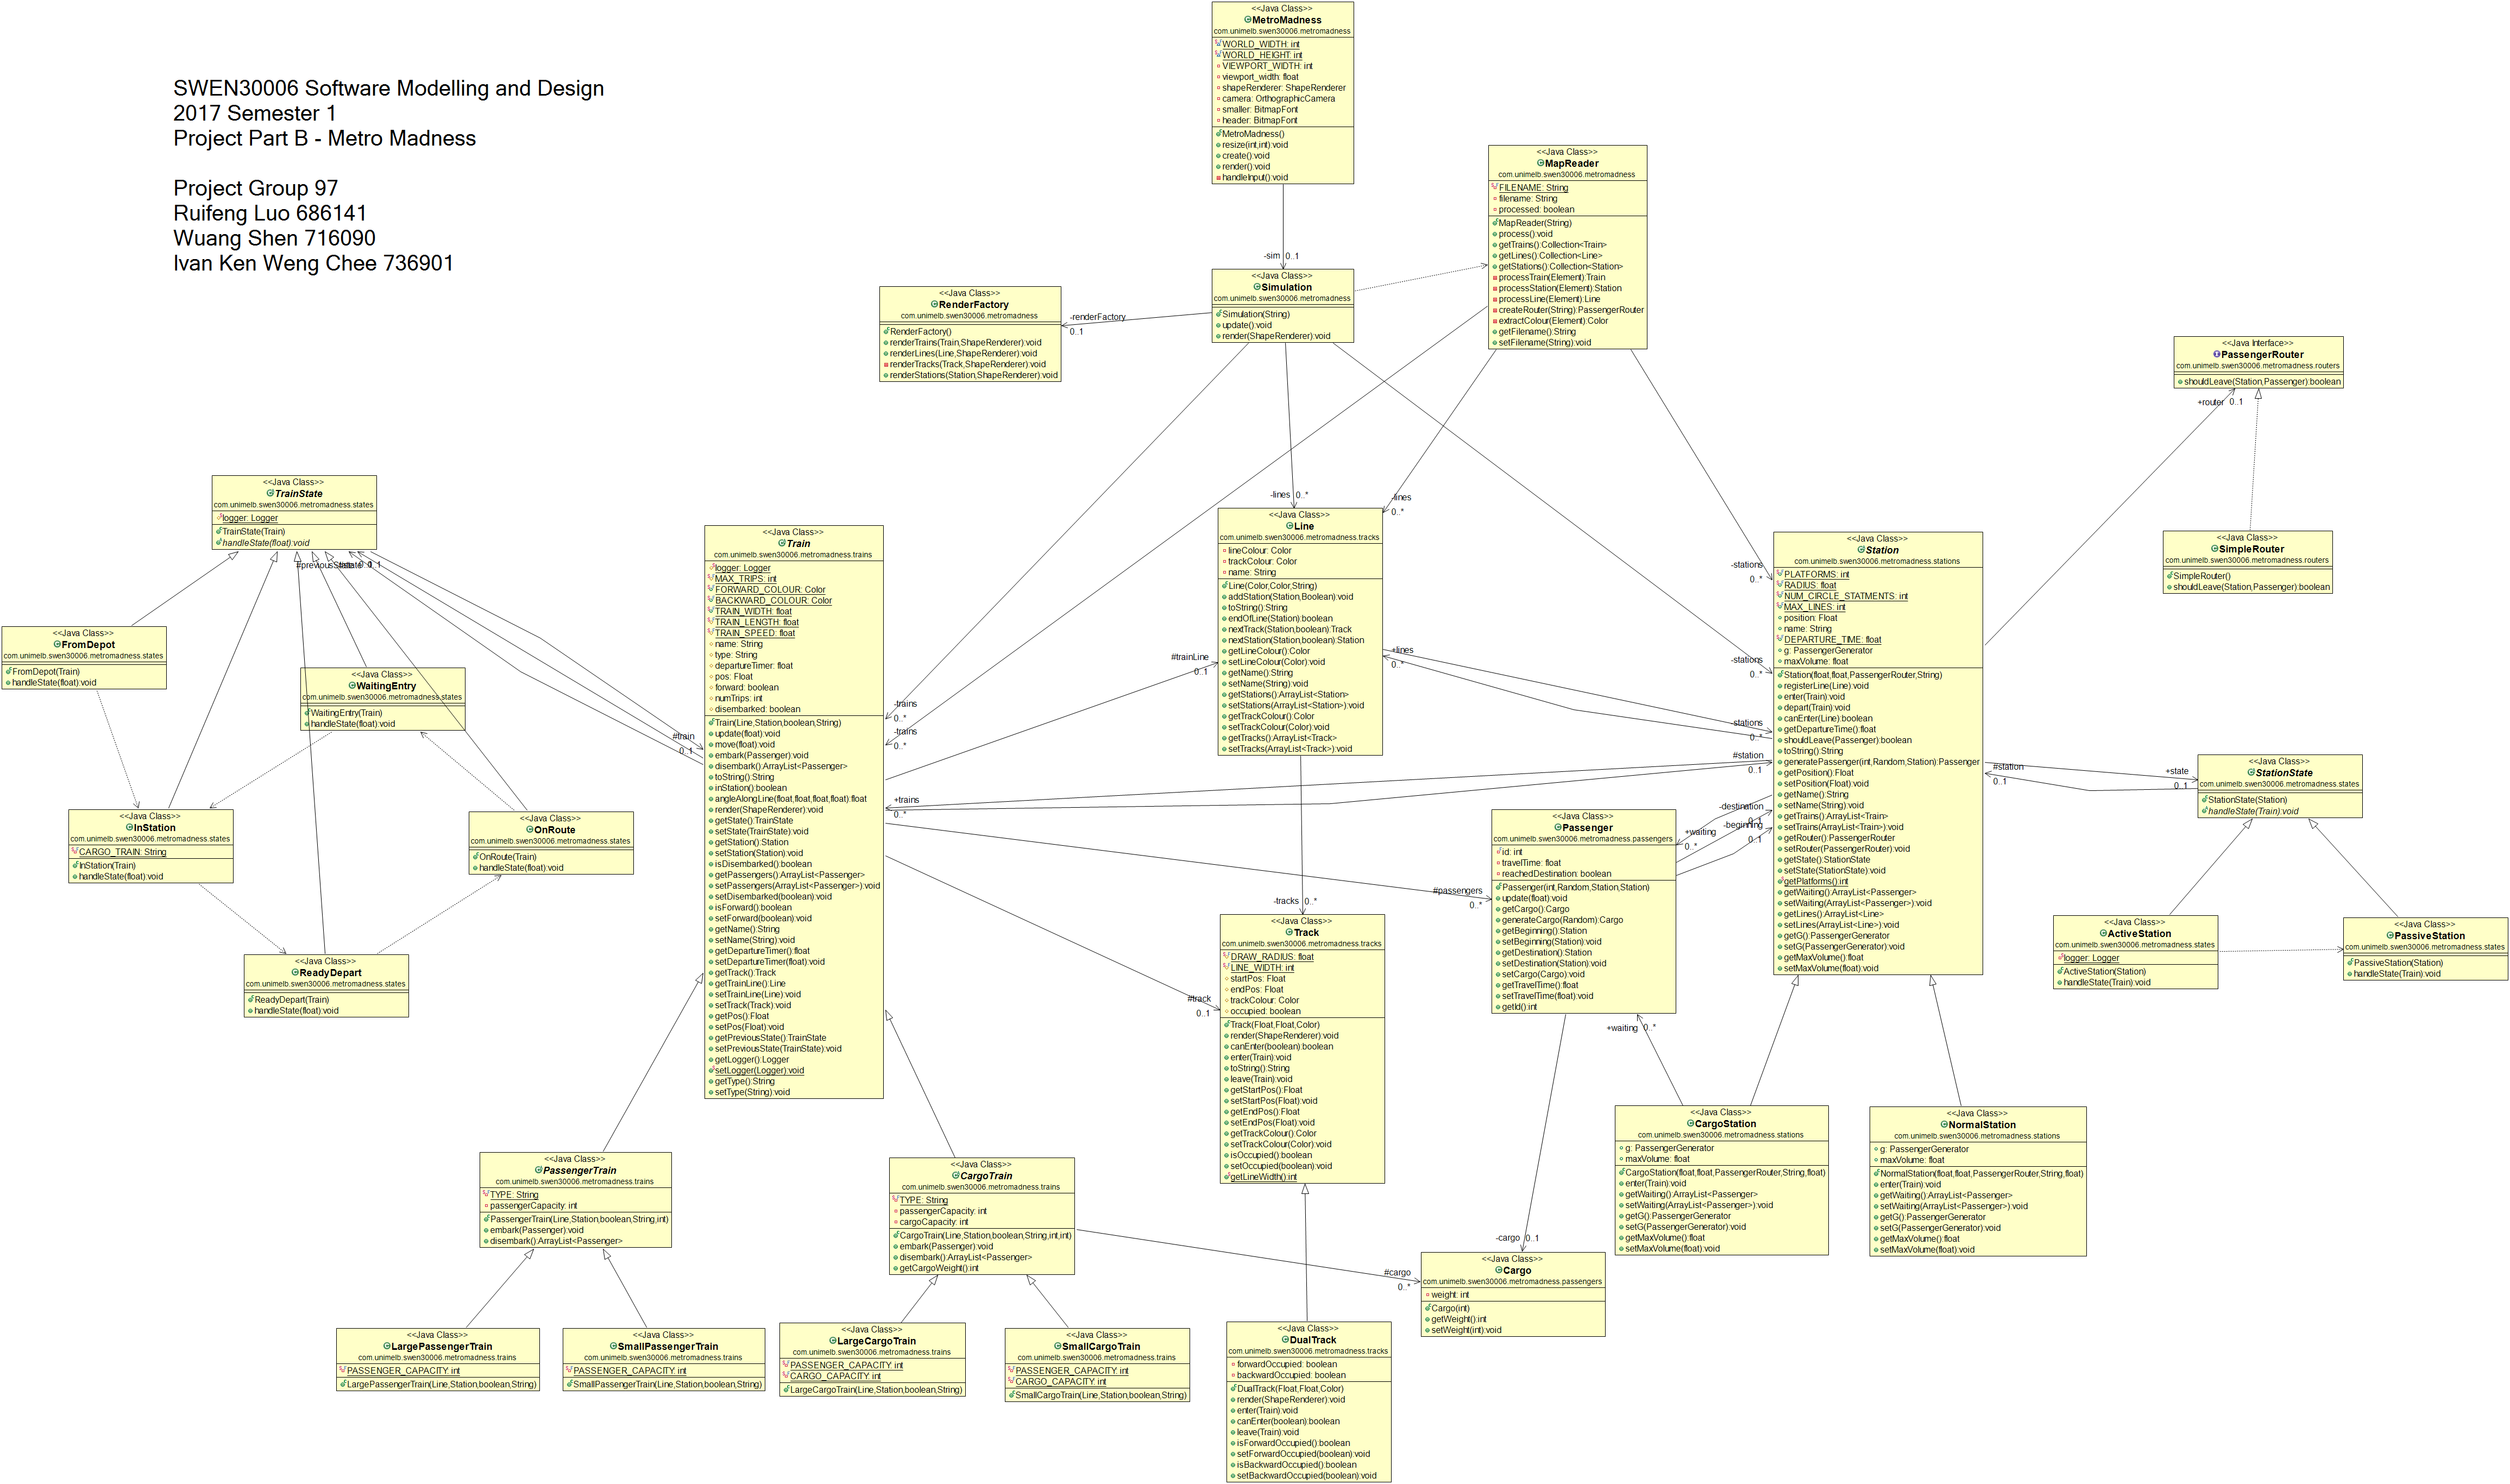 SWEN30006 Software Modelling and Design
2017 Semester 1
Project Part B - Metro Madness
Project Group 97
Ruifeng Luo 686141
Wuang Shen 716090
Ivan Ken Weng Chee 736901
<<Java Class>>
MetroMadness
com.unimelb.swen30006.metromadness
WORLD_WIDTH: int
WORLD_HEIGHT: int
VIEWPORT_WIDTH: int
viewport_width: float
shapeRenderer: ShapeRenderer
camera: OrthographicCamera
smaller: BitmapFont
header: BitmapFont
MetroMadness()
resize(int,int):void
create():void
render():void
handleInput():void
-sim 0..1
<<Java Class>>
MapReader
com.unimelb.swen30006.metromadness
FILENAME: String
filename: String
processed: boolean
MapReader(String)
process():void
getTrains():Collection<Train>
getLines():Collection<Line>
getStations():Collection<Station>
processTrain(Element):Train
processStation(Element):Station
processLine(Element):Line
createRouter(String):PassengerRouter
extractColour(Element):Color
getFilename():String
setFilename(String):void
<<Java Class>>
Simulation
com.unimelb.swen30006.metromadness
Simulation(String)
update():void
render(ShapeRenderer):void
-renderFactory
0..1
<<Java Class>>
RenderFactory
com.unimelb.swen30006.metromadness
RenderFactory()
renderTrains(Train,ShapeRenderer):void
renderLines(Line,ShapeRenderer):void
renderTracks(Track,ShapeRenderer):void
renderStations(Station,ShapeRenderer):void
<<Java Interface>>
PassengerRouter
com.unimelb.swen30006.metromadness.routers
shouldLeave(Station,Passenger):boolean
+router 0..1
<<Java Class>>
SimpleRouter
com.unimelb.swen30006.metromadness.routers
SimpleRouter()
shouldLeave(Station,Passenger):boolean
<<Java Class>>
TrainState
com.unimelb.swen30006.metromadness.states
logger: Logger
TrainState(Train)
handleState(float):void
#previousState
0..1
<<Java Class>>
FromDepot
com.unimelb.swen30006.metromadness.states
FromDepot(Train)
handleState(float):void
<<Java Class>>
WaitingEntry
com.unimelb.swen30006.metromadness.states
WaitingEntry(Train)
handleState(float):void
<<Java Class>>
InStation
com.unimelb.swen30006.metromadness.states
CARGO_TRAIN: String
InStation(Train)
handleState(float):void
<<Java Class>>
OnRoute
com.unimelb.swen30006.metromadness.states
OnRoute(Train)
handleState(float):void
<<Java Class>>
ReadyDepart
com.unimelb.swen30006.metromadness.states
ReadyDepart(Train)
handleState(float):void
#train
0..1
<<Java Class>>
Train
com.unimelb.swen30006.metromadness.trains
logger: Logger
MAX_TRIPS: int
FORWARD_COLOUR: Color
BACKWARD_COLOUR: Color
TRAIN_WIDTH: float
TRAIN_LENGTH: float
TRAIN_SPEED: float
name: String
type: String
departureTimer: float
pos: Float
forward: boolean
numTrips: int
disembarked: boolean
Train(Line,Station,boolean,String)
update(float):void
move(float):void
embark(Passenger):void
disembark():ArrayList<Passenger>
toString():String
inStation():boolean
angleAlongLine(float,float,float,float):float
render(ShapeRenderer):void
getState():TrainState
setState(TrainState):void
getStation():Station
setStation(Station):void
isDisembarked():boolean
getPassengers():ArrayList<Passenger>
setPassengers(ArrayList<Passenger>):void
setDisembarked(boolean):void
isForward():boolean
setForward(boolean):void
getName():String
setName(String):void
getDepartureTimer():float
setDepartureTimer(float):void
getTrack():Track
getTrainLine():Line
setTrainLine(Line):void
setTrack(Track):void
getPos():Float
setPos(Float):void
getPreviousState():TrainState
setPreviousState(TrainState):void
getLogger():Logger
setLogger(Logger):void
getType():String
setType(String):void
-trains
0..*
-trains
0..*
+trains
0..*
#trainLine
0..1
-lines 0..*
-lines
0..*
<<Java Class>>
Line
com.unimelb.swen30006.metromadness.tracks
lineColour: Color
trackColour: Color
name: String
Line(Color,Color,String)
addStation(Station,Boolean):void
toString():String
endOfLine(Station):boolean
nextTrack(Station,boolean):Track
nextStation(Station,boolean):Station
getLineColour():Color
setLineColour(Color):void
getName():String
setName(String):void
getStations():ArrayList<Station>
setStations(ArrayList<Station>):void
getTrackColour():Color
setTrackColour(Color):void
getTracks():ArrayList<Track>
setTracks(ArrayList<Track>):void
+lines
0..*
-stations
0..*
-stations
0..*
-stations
0..*
#station
0..1
<<Java Class>>
Station
com.unimelb.swen30006.metromadness.stations
PLATFORMS: int
RADIUS: float
NUM_CIRCLE_STATMENTS: int
MAX_LINES: int
position: Float
name: String
DEPARTURE_TIME: float
g: PassengerGenerator
maxVolume: float
Station(float,float,PassengerRouter,String)
registerLine(Line):void
enter(Train):void
depart(Train):void
canEnter(Line):boolean
getDepartureTime():float
shouldLeave(Passenger):boolean
toString():String
generatePassenger(int,Random,Station):Passenger
getPosition():Float
setPosition(Float):void
getName():String
setName(String):void
getTrains():ArrayList<Train>
setTrains(ArrayList<Train>):void
getRouter():PassengerRouter
setRouter(PassengerRouter):void
getState():StationState
setState(StationState):void
getPlatforms():int
getWaiting():ArrayList<Passenger>
setWaiting(ArrayList<Passenger>):void
getLines():ArrayList<Line>
setLines(ArrayList<Line>):void
getG():PassengerGenerator
setG(PassengerGenerator):void
getMaxVolume():float
setMaxVolume(float):void
#station
0..1
+state
0..1
<<Java Class>>
StationState
com.unimelb.swen30006.metromadness.states
StationState(Station)
handleState(Train):void
<<Java Class>>
ActiveStation
com.unimelb.swen30006.metromadness.states
logger: Logger
ActiveStation(Station)
handleState(Train):void
<<Java Class>>
PassiveStation
com.unimelb.swen30006.metromadness.states
PassiveStation(Station)
handleState(Train):void
-destination
0..1
-beginning
0..1
+waiting
0..*
#passengers
0..*
<<Java Class>>
Passenger
com.unimelb.swen30006.metromadness.passengers
id: int
travelTime: float
reachedDestination: boolean
Passenger(int,Random,Station,Station)
update(float):void
getCargo():Cargo
generateCargo(Random):Cargo
getBeginning():Station
setBeginning(Station):void
getDestination():Station
setDestination(Station):void
setCargo(Cargo):void
getTravelTime():float
setTravelTime(float):void
getId():int
+waiting 0..*
-tracks 0..*
#track
0..1
<<Java Class>>
Track
com.unimelb.swen30006.metromadness.tracks
DRAW_RADIUS: float
LINE_WIDTH: int
startPos: Float
endPos: Float
trackColour: Color
occupied: boolean
Track(Float,Float,Color)
render(ShapeRenderer):void
canEnter(boolean):boolean
enter(Train):void
toString():String
leave(Train):void
getStartPos():Float
setStartPos(Float):void
getEndPos():Float
setEndPos(Float):void
getTrackColour():Color
setTrackColour(Color):void
isOccupied():boolean
setOccupied(boolean):void
getLineWidth():int
<<Java Class>>
CargoStation
com.unimelb.swen30006.metromadness.stations
g: PassengerGenerator
maxVolume: float
CargoStation(float,float,PassengerRouter,String,float)
enter(Train):void
getWaiting():ArrayList<Passenger>
setWaiting(ArrayList<Passenger>):void
getG():PassengerGenerator
setG(PassengerGenerator):void
getMaxVolume():float
setMaxVolume(float):void
<<Java Class>>
NormalStation
com.unimelb.swen30006.metromadness.stations
g: PassengerGenerator
maxVolume: float
NormalStation(float,float,PassengerRouter,String,float)
enter(Train):void
getWaiting():ArrayList<Passenger>
setWaiting(ArrayList<Passenger>):void
getG():PassengerGenerator
setG(PassengerGenerator):void
getMaxVolume():float
setMaxVolume(float):void
<<Java Class>>
PassengerTrain
com.unimelb.swen30006.metromadness.trains
TYPE: String
passengerCapacity: int
PassengerTrain(Line,Station,boolean,String,int)
embark(Passenger):void
disembark():ArrayList<Passenger>
<<Java Class>>
CargoTrain
com.unimelb.swen30006.metromadness.trains
TYPE: String
passengerCapacity: int
cargoCapacity: int
CargoTrain(Line,Station,boolean,String,int,int)
embark(Passenger):void
disembark():ArrayList<Passenger>
getCargoWeight():int
-cargo 0..1
#cargo
0..*
<<Java Class>>
Cargo
com.unimelb.swen30006.metromadness.passengers
weight: int
Cargo(int)
getWeight():int
setWeight(int):void
<<Java Class>>
LargePassengerTrain
com.unimelb.swen30006.metromadness.trains
PASSENGER_CAPACITY: int
LargePassengerTrain(Line,Station,boolean,String)
<<Java Class>>
SmallPassengerTrain
com.unimelb.swen30006.metromadness.trains
PASSENGER_CAPACITY: int
SmallPassengerTrain(Line,Station,boolean,String)
<<Java Class>>
LargeCargoTrain
com.unimelb.swen30006.metromadness.trains
PASSENGER_CAPACITY: int
CARGO_CAPACITY: int
LargeCargoTrain(Line,Station,boolean,String)
<<Java Class>>
SmallCargoTrain
com.unimelb.swen30006.metromadness.trains
PASSENGER_CAPACITY: int
CARGO_CAPACITY: int
SmallCargoTrain(Line,Station,boolean,String)
<<Java Class>>
DualTrack
com.unimelb.swen30006.metromadness.tracks
forwardOccupied: boolean
backwardOccupied: boolean
DualTrack(Float,Float,Color)
render(ShapeRenderer):void
enter(Train):void
canEnter(boolean):boolean
leave(Train):void
isForwardOccupied():boolean
setForwardOccupied(boolean):void
isBackwardOccupied():boolean
setBackwardOccupied(boolean):void